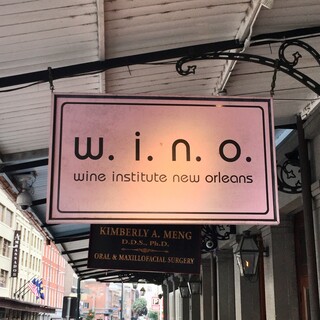 w. i. n. o.
wine institute new orleans
KIMBERLY A. MENG
D.D.S., Ph.D.
ORAL & MAXILLOFACIAL SURGERY